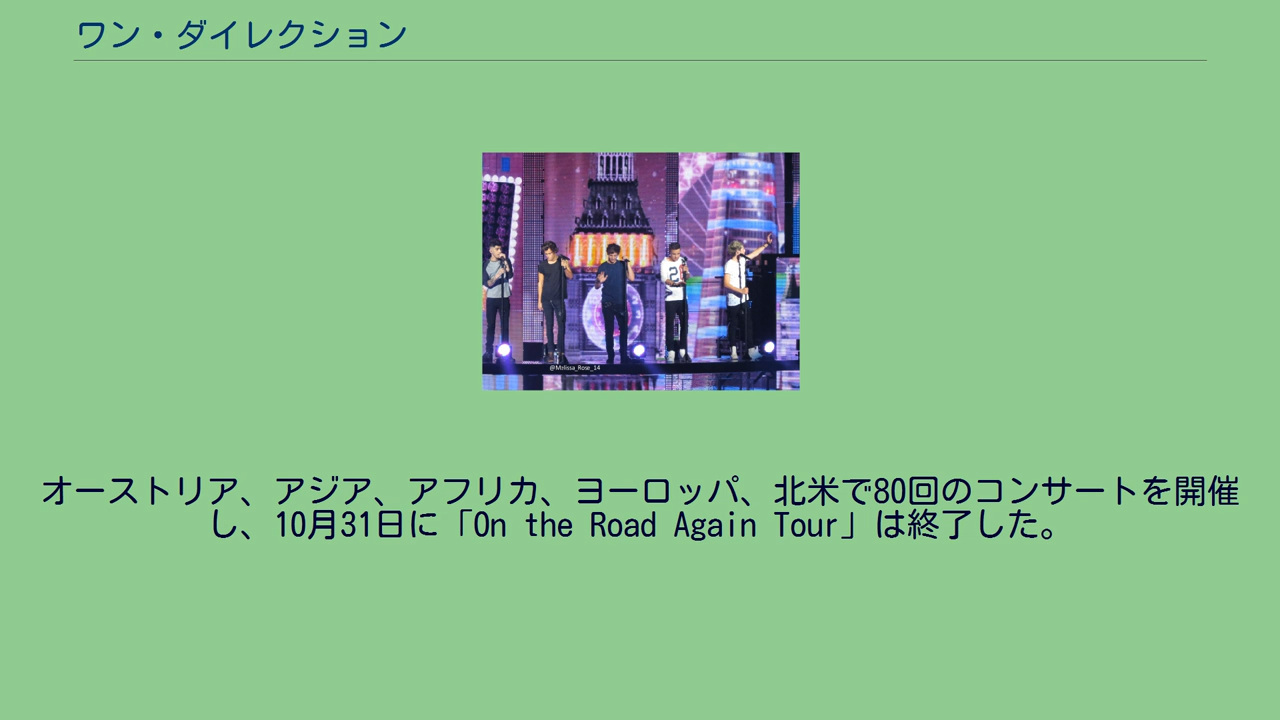 ワン・ダイレクション
@Melissa_Rose_14
オーストリア、アジア、アフリカ、ヨーロッパ、北米で80回のコンサートを開催
し、10月31日に「On the Road Again Tour」は終了した。